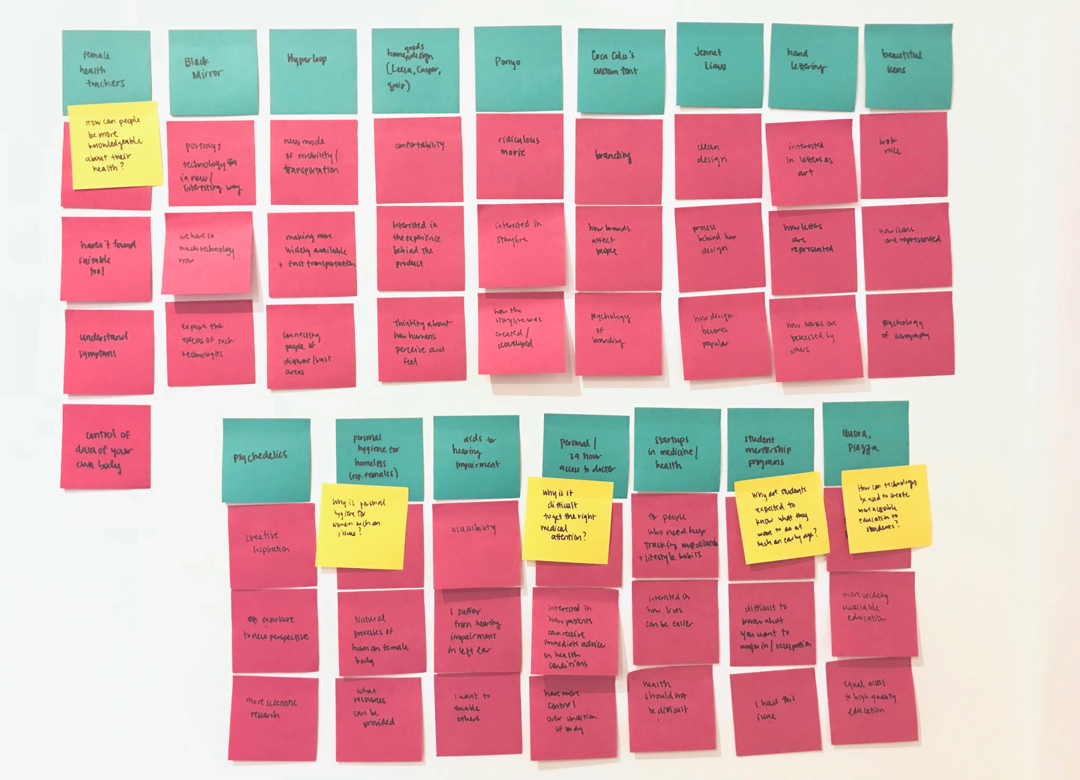 female
health
trackers
How can people
be more
knowledgeable
about their
health?
haven't found
suitable
tool
understand
symptoms
control of
data of your
own body
Black
Mirror
portrays
technology
in new/
interesting way
we have so
much technology
now
explore the
effects of such
technologies
Hyperloop
new mode
of mobility/
transportation
making more
widely available
+ fast transportation
connecting
people of
different/vast
areas
goods
home design
(Leesa, Casper,
quip)
comfortability
Interested in
the experience
behind the
product
Thinking about
how humans
perceive and
feel
Ponyo
ridiculous
movie
interested in
storyline
how the
storyline was
created/
developed
Coca Cola's
custom font
branding
how brands
affect
people
psychology
of
branding
Jennet
Liaw
clean
design
process
behind her
design
how design
becomes
popular
hand
lettering
interested
in letters as
art
how letters
are
represented
how works are
perceived by
others
beautiful
icons
look
nice
how icons
are represented
psychology
of iconography
psychedelics
creative
inspiration
exposure
to new perspective
more scientific
research
personal
hygiene for
homeless
(esp. females)
Why is personal
hygiene for
women such an
issue?
Natural
processes of
human female
body
what
resources
can be
provided
aids for
hearing
impairment
accessibility
I suffer
from hearing
impairment
in left ear
I want to
enable
others
personal/
24 hour
access to doctor
Why is it
difficult
to get the right
medical
attention?
interested in
how patients
can receive
immediate advice
on health
conditions
have more
control
over condition
of body
startups
in medicine/
health
for people
who need help
tracking medication
+ lifestyle habits
interested in
how lives
can be easier
health
should not
be difficult
student
mentorship
programs
Why are students
expected to
know what they
want to do at
such an early age?
difficult to
know what
you want to
major in/occupation
I have this
issue
Quora,
Piazza
How can technology
be used to create
more accessible
education to
students?
more widely
available
education
equal access
to high quality
education